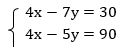 4x – 7y = 30
4x – 5y = 90